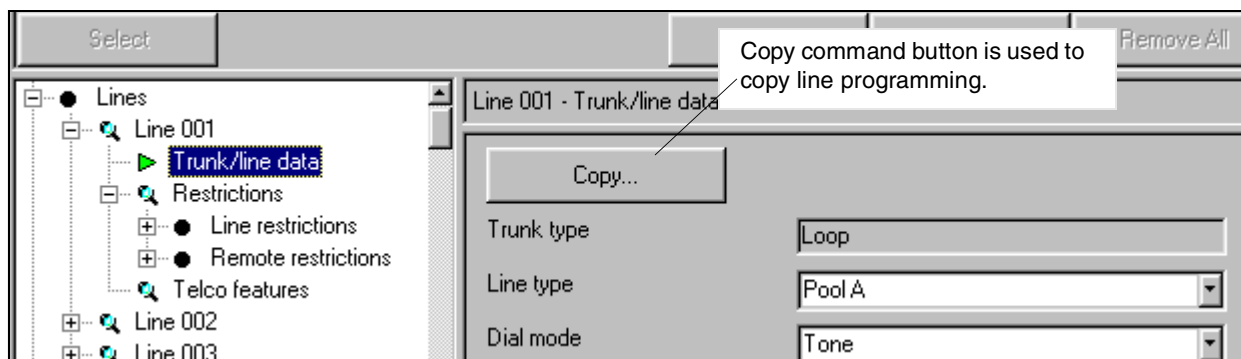 Select
Remove All
Copy command button is used to
copy line programming.
Lines
Line 001
Trunk/line data
Restrictions
Line restrictions
Remote restrictions
Telco features
Line 002
Line 003
Line 001 - Trunk/line data
Copy...
Trunk type
Loop
Line type
Pool A
Dial mode
Tone